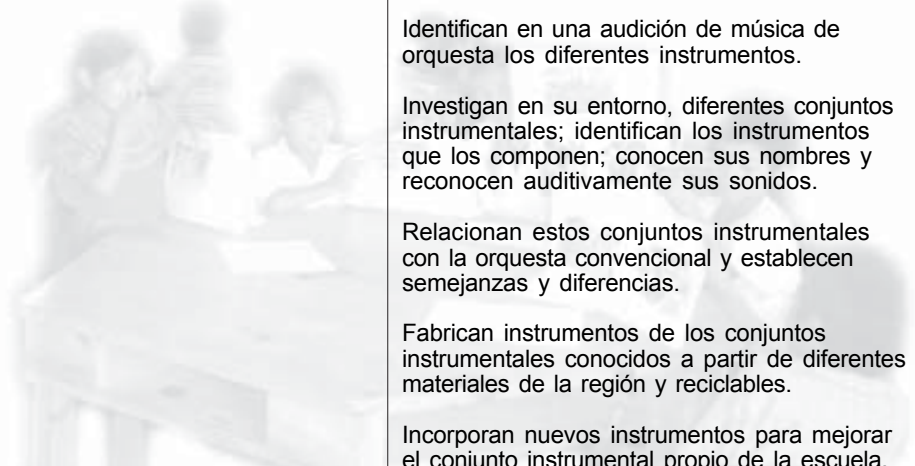 Identifican en una audición de música de
orquesta los diferentes instrumentos.
Investigan en su entorno, diferentes conjuntos
instrumentales; identifican los instrumentos
que los componen; conocen sus nombres y
reconocen auditivamente sus sonidos.
Relacionan estos conjuntos instrumentales
con la orquesta convencional y establecen
semejanzas y diferencias.
Fabrican instrumentos de los conjuntos
instrumentales conocidos a partir de diferentes
materiales de la región y reciclables.
Incorporan nuevos instrumentos para mejorar
el conjunto instrumental propio de la escuela.